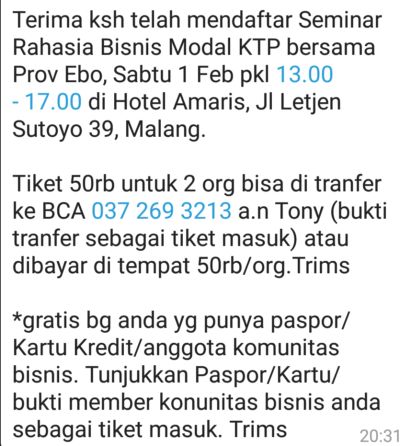 Terima ksh telah mendaftar Seminar
Rahasia Bisnis Modal KTP bersama
Prov Ebo, Sabtu 1 Feb pkl 13.00
- 17.00 di Hotel Amaris, Jl Letjen
Sutoyo 39, Malang.
Tiket 50rb untuk 2 org bisa di tranfer
ke BCA 037 269 3213 a.n Tony (bukti
tranfer sebagai tiket masuk) atau
dibayar di tempat 50rb/org.Trims
*gratis bg anda yg punya paspor/
Kartu Kredit/anggota komunitas
bisnis. Tunjukkan Paspor/Kartu/
bukti member konunitas bisnis anda
sebagai tiket masuk. Trims
20:31